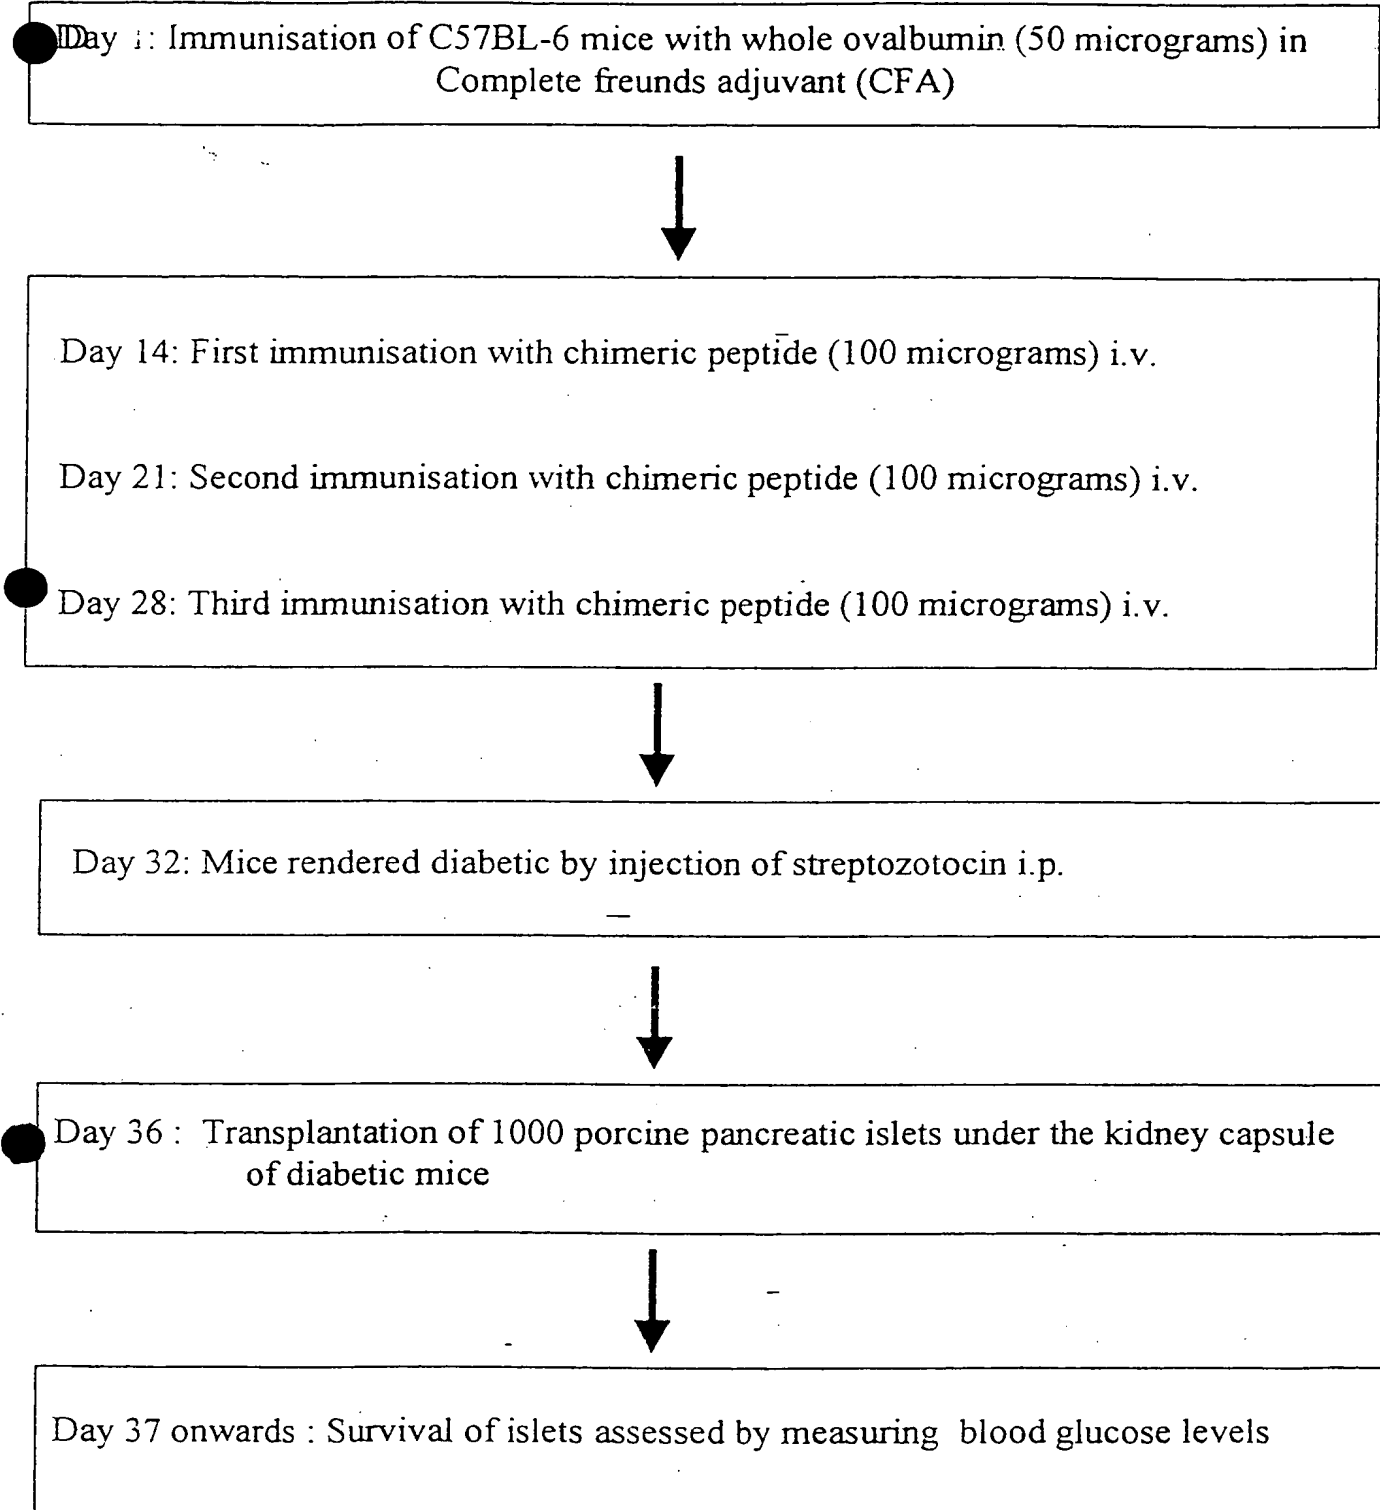 Day 1: Immunisation of C57BL-6 mice with whole ovalbumin (50 micrograms) in
Complete freunds adjuvant (CFA)
Day 14: First immunisation with chimeric peptide (100 micrograms) i.v.
Day 21: Second immunisation with chimeric peptide (100 micrograms) i.v.
Day 28: Third immunisation with chimeric peptide (100 micrograms) i.v.
Day 32: Mice rendered diabetic by injection of streptozotocin i.p.
Day 36 : Transplantation of 1000 porcine pancreatic islets under the kidney capsule
of diabetic mice
Day 37 onwards : Survival of islets assessed by measuring blood glucose levels